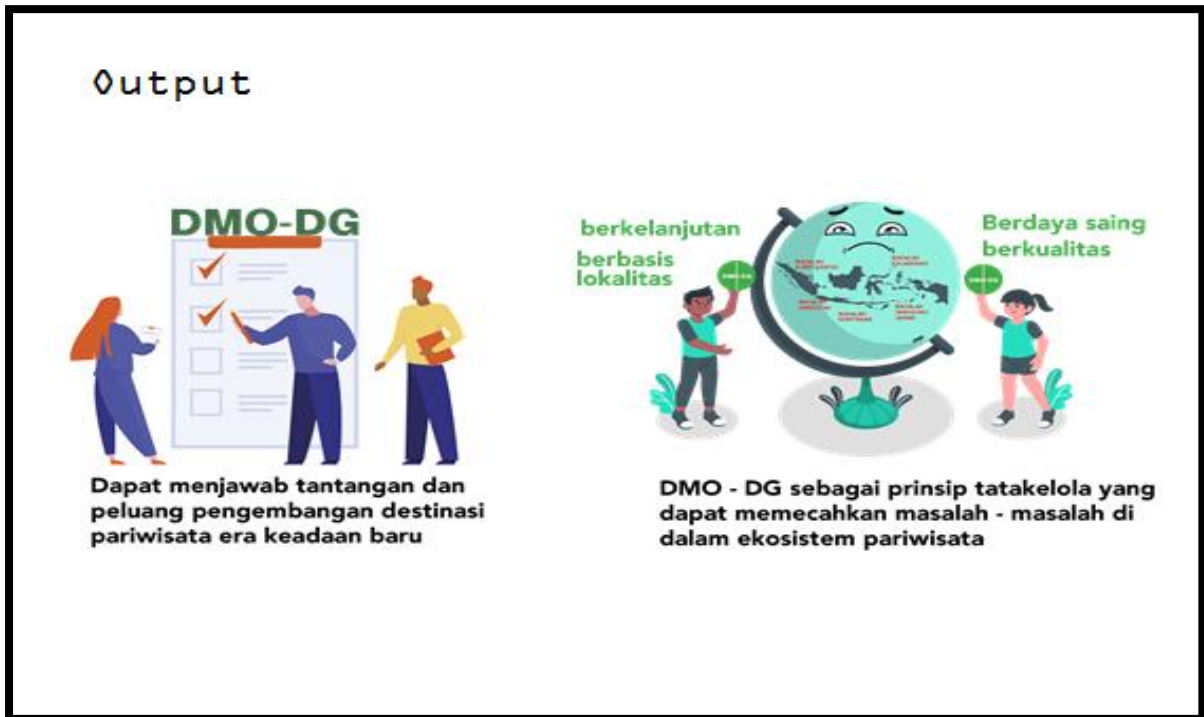 Output
DMO-DG
Dapat menjawab tantangan dan
peluang pengembangan destinasi
pariwisata era keadaan baru
berkelanjutan
berbasis
lokalitas
Berdaya saing
berkualitas
DMO - DG sebagai prinsip tatakelola yang
dapat memecahkan masalah - masalah di
dalam ekosistem pariwisata